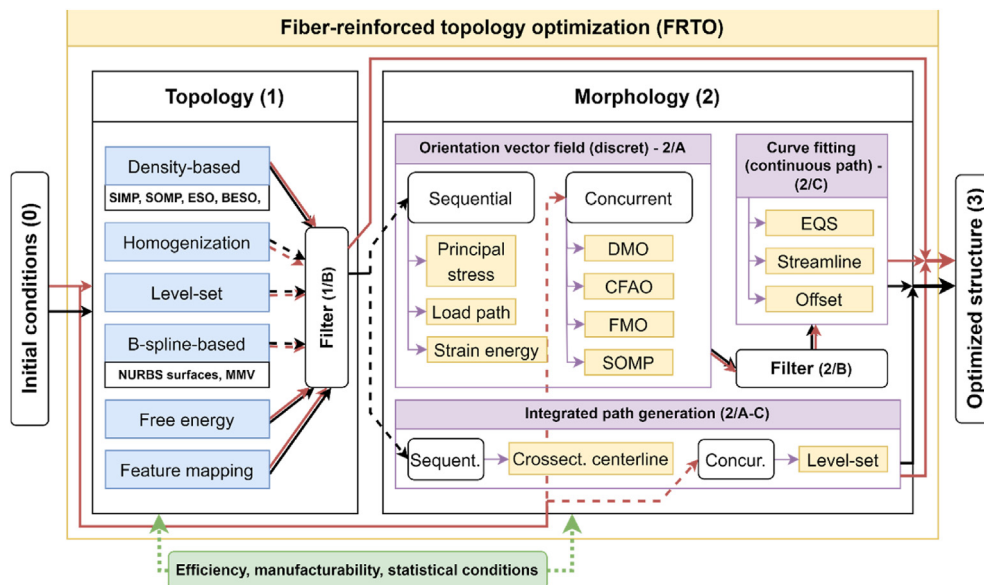 Fiber-reinforced topology optimization (FRTO)
Initial conditions (0)
Topology (1)
Density-based
SIMP, SOMP, ESO, BESO,
Homogenization
Level-set
B-spline-based
NURBS surfaces, MMV
Free energy
Feature mapping
Filter (1/B)
Morphology (2)
Orientation vector field (discret) - 2/A
Sequential
Principal
stress
Load path
Strain energy
Concurrent
DMO
CFAO
FMO
SOMP
Curve fitting
(continuous path) -
(2/C)
EQS
Streamline
Offset
Filter (2/B)
Integrated path generation (2/A-C)
Sequent.
Crossect. centerline
Concur.
Level-set
Optimized structure (3)
Efficiency, manufacturability, statistical conditions